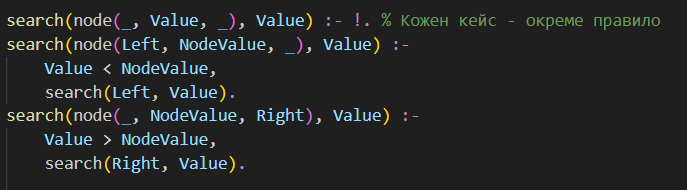 search(node(_, Value, _), Value) :- !. % Кожен кейс - окреме правило
search(node(Left, NodeValue, _), Value) :-
    Value < NodeValue,
    search(Left, Value).
search(node(_, NodeValue, Right), Value) :-
    Value > NodeValue,
    search(Right, Value).